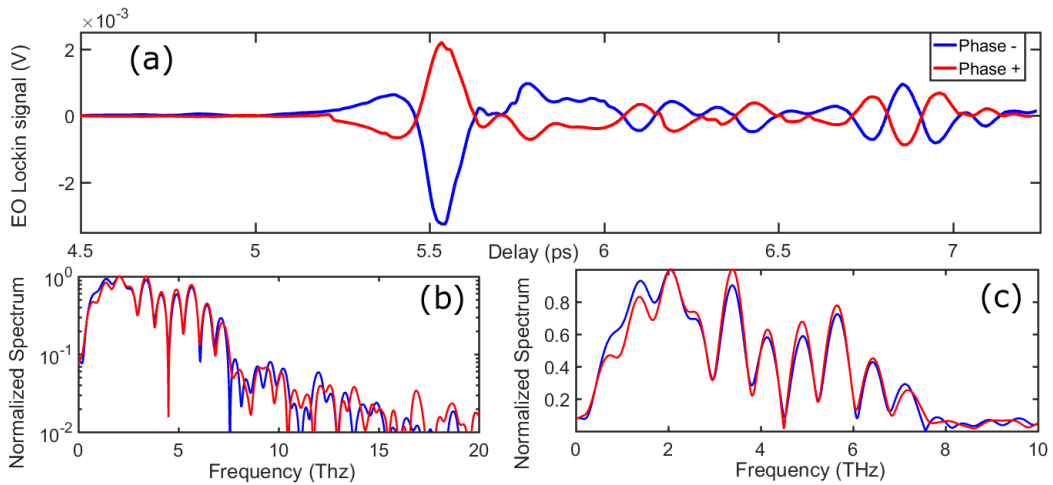 ×10⁻³
(a)
Phase -
Phase +
EO Lockin signal (V)
2
0
-2
4.5 5 5.5 6 6.5 7
Delay (ps)
(b)
Normalized Spectrum
10⁰
10⁻¹
10⁻²
0 5 10 15 20
Frequency (Thz)
(c)
Normalized Spectrum
0.8
0.6
0.4
0.2
0 2 4 6 8 10
Frequency (THz)